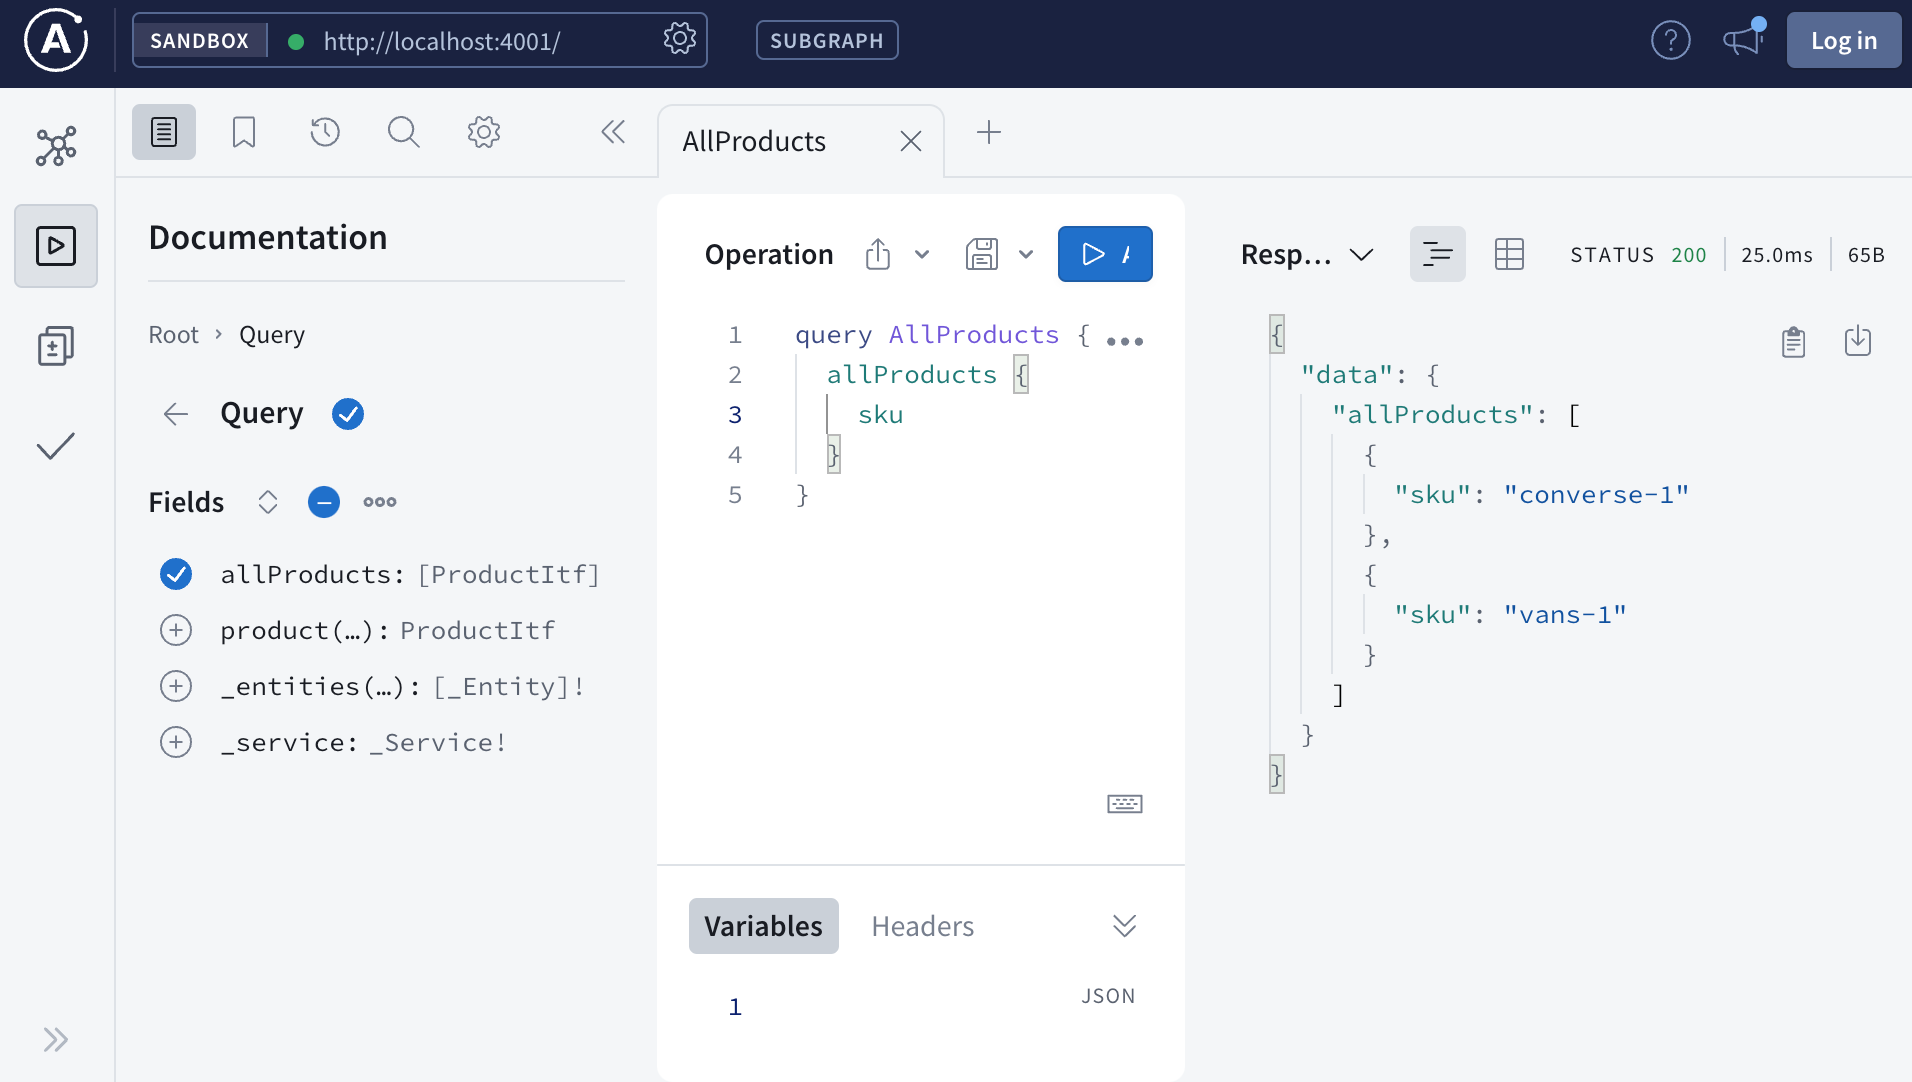 SANDBOX
http://localhost:4001/
SUBGRAPH
Log in
AllProducts
Documentation
Root
Query
Query
Fields
allProducts: [ProductItf]
product(…): ProductItf
_entities(…): [_Entity]!
_service: _Service!
Operation
1 query AllProducts {
2 allProducts {
3 sku
4 }
5 }
Variables
Headers
1
JSON
Resp…
STATUS 200
25.0ms
65B
{
"data": {
"allProducts": [
{
"sku": "converse-1"
},
{
"sku": "vans-1"
}
]
}
}